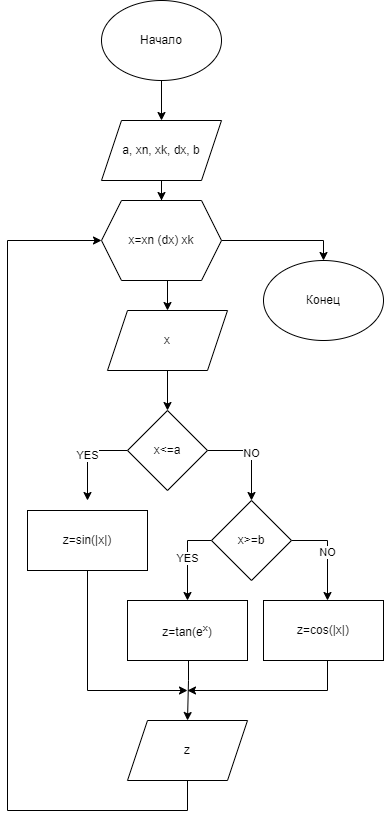 Начало
a, xn, xk, dx, b
x=xn (dx) xk
Конец
x
x<=a
YES
NO
z=sin(|x|)
x>=b
YES
NO
z=tan(eˣ)
z=cos(|x|)
z